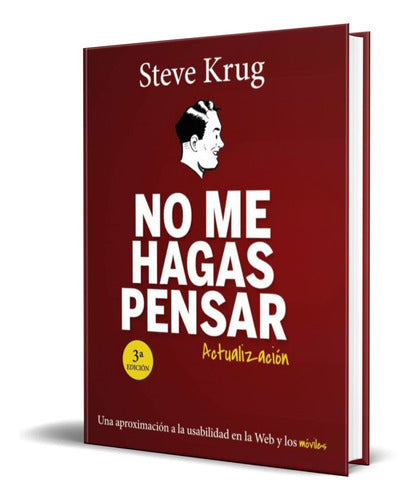 Steve Krug
NO ME
HAGAS
PENSAR
Actualización
3ª
EDICIÓN
Una aproximación a la usabilidad en la Web y los móviles